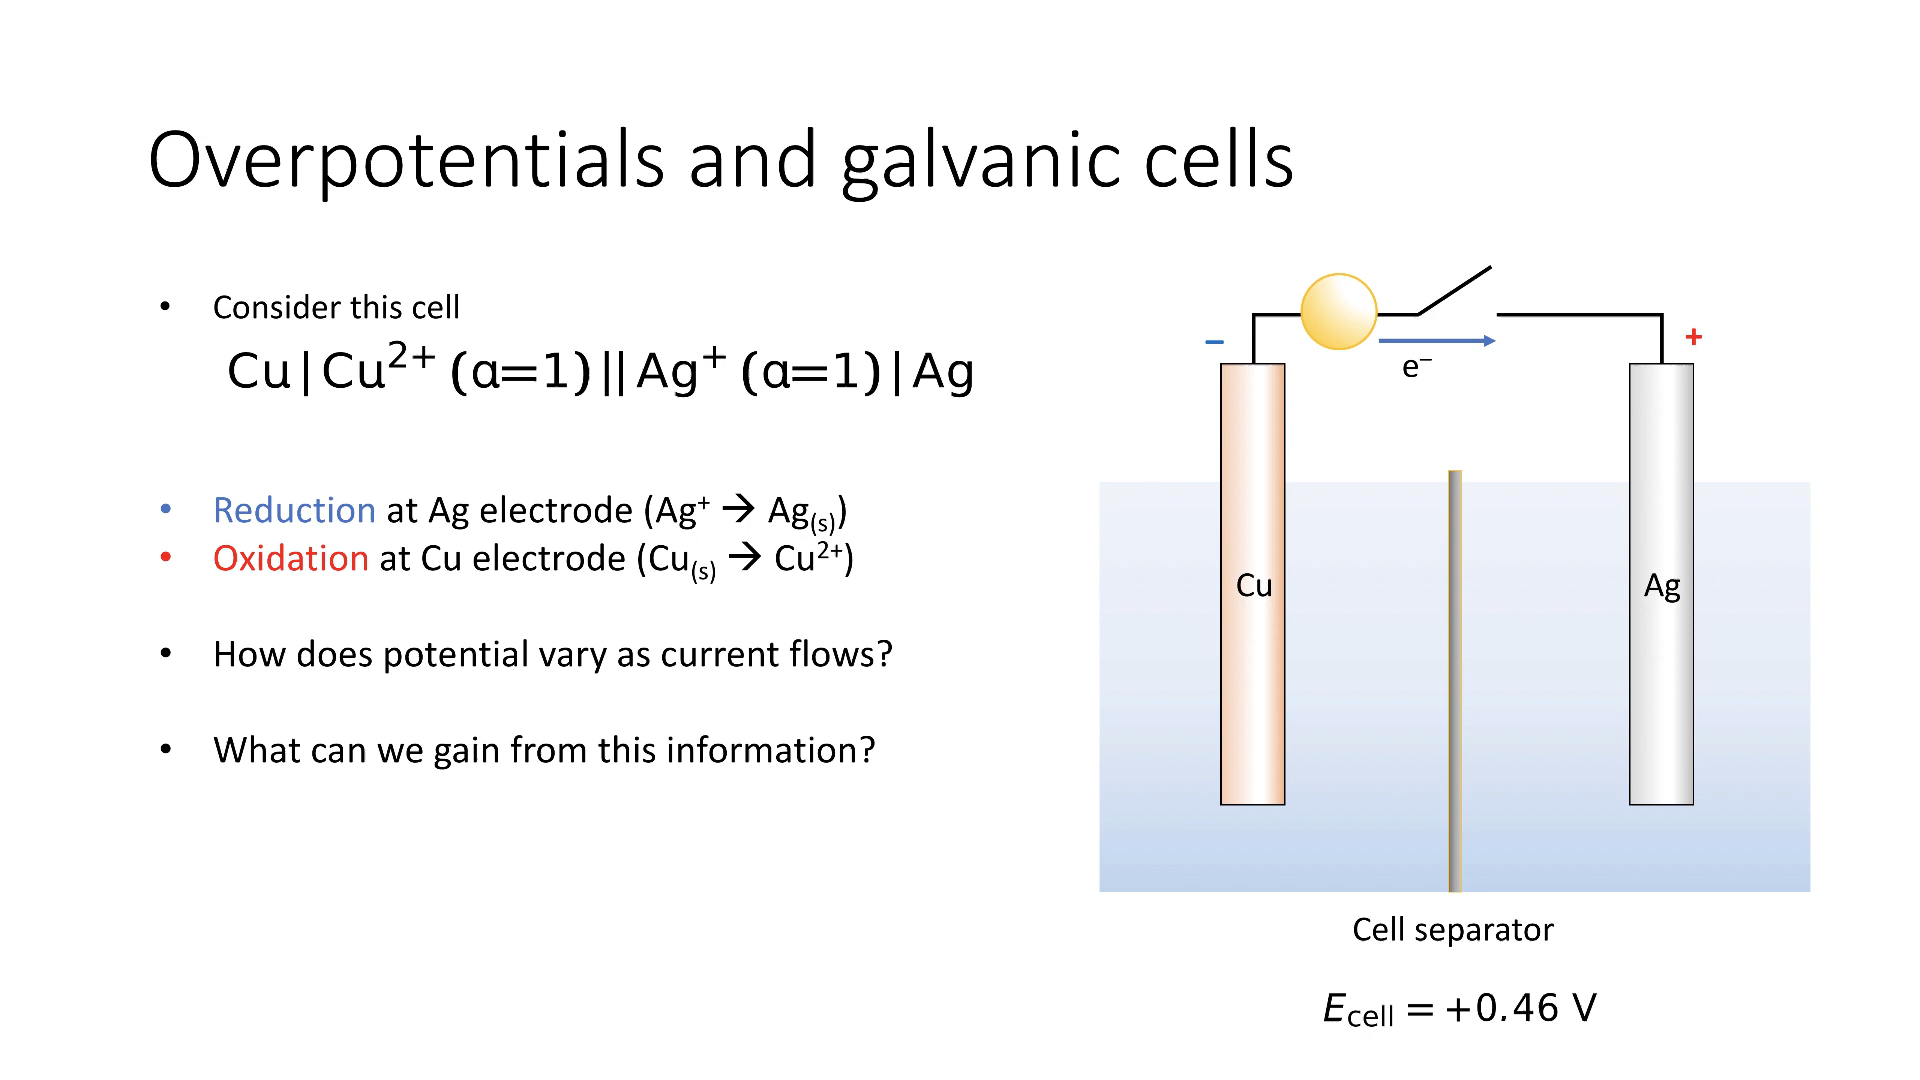 Overpotentials and galvanic cells
• Consider this cell
Cu|Cu²⁺ (α=1)||Ag⁺ (α=1)|Ag
• Reduction at Ag electrode (Ag⁺ → Ag₍ₛ₎)
• Oxidation at Cu electrode (Cu₍ₛ₎ → Cu²⁺)
• How does potential vary as current flows?
• What can we gain from this information?
− +
e⁻
Cu Ag
Cell separator
E_cell = +0.46 V